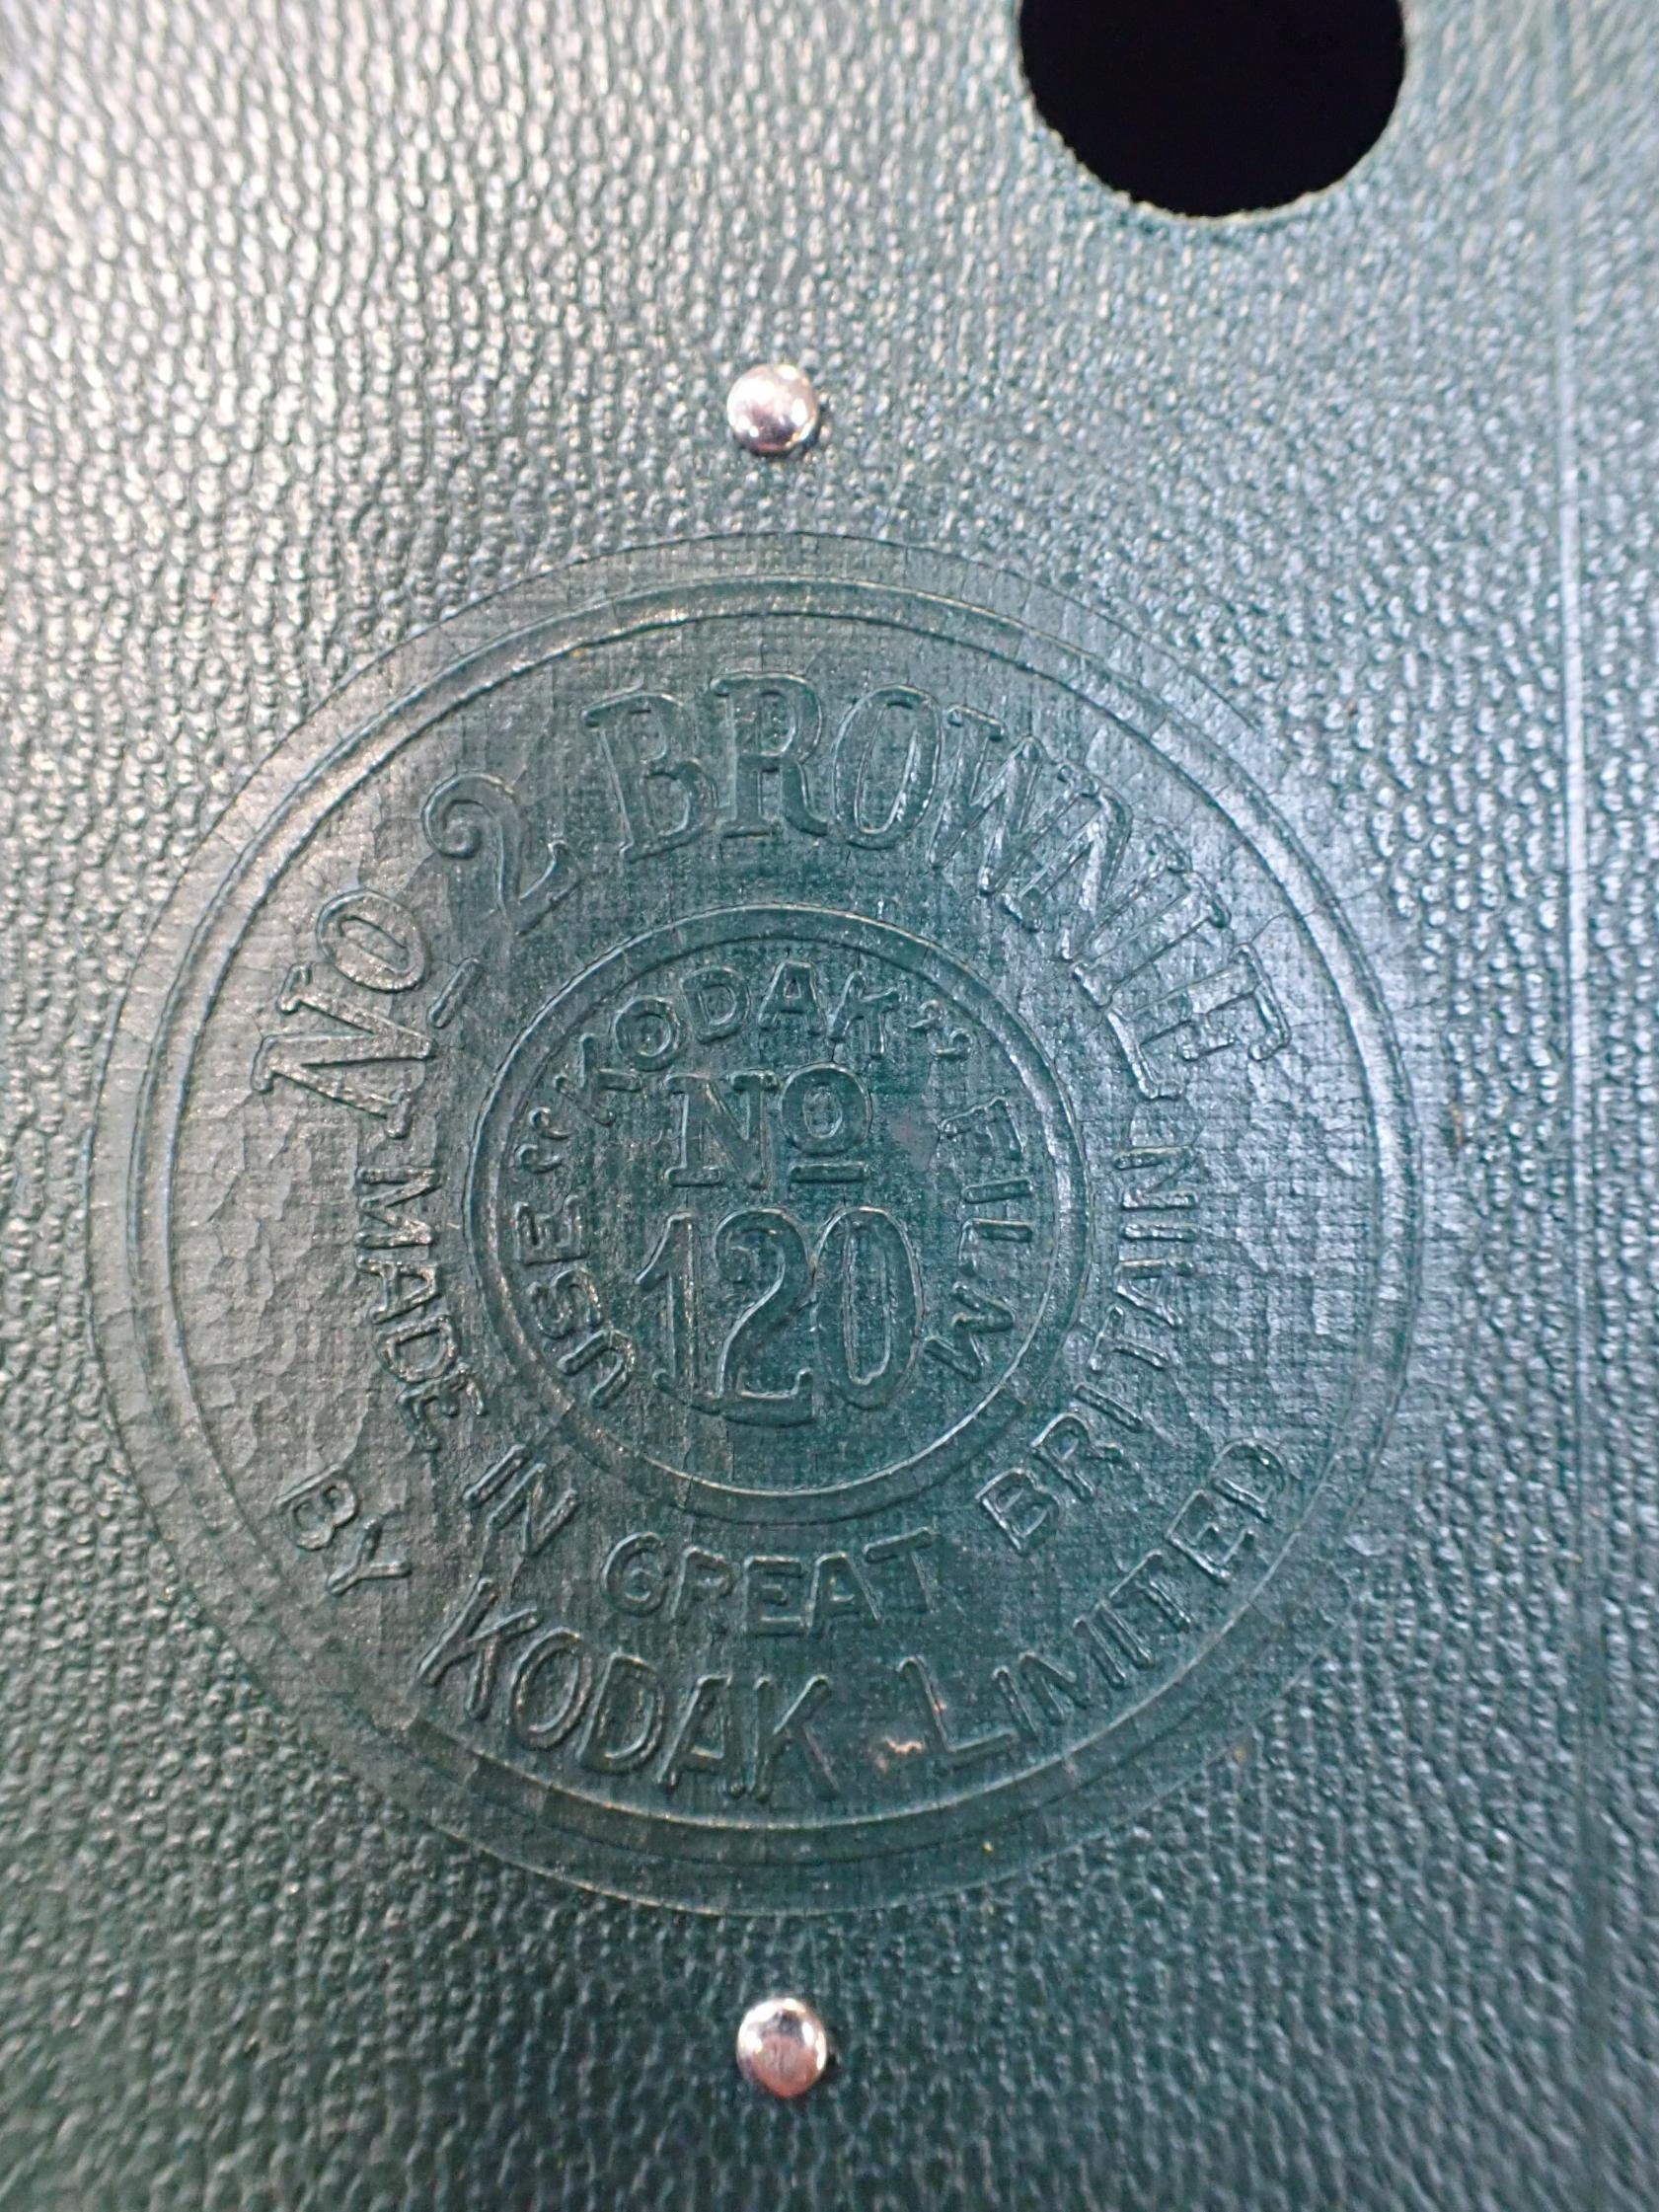 No. 2 BROWNIE
MADE IN GREAT BRITAIN
BY KODAK LIMITED
USE "KODAK" FILM
No
120